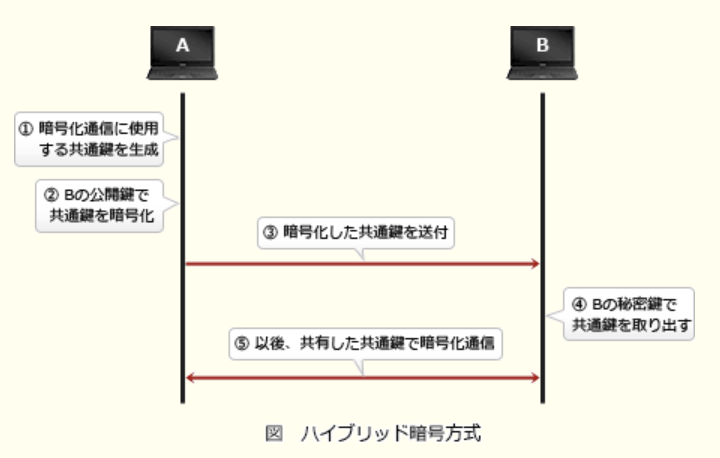 A
B
① 暗号化通信に使用
する共通鍵を生成
② Bの公開鍵で
共通鍵を暗号化
③ 暗号化した共通鍵を送付
④ Bの秘密鍵で
共通鍵を取り出す
⑤ 以後、共有した共通鍵で暗号化通信
図 ハイブリッド暗号方式